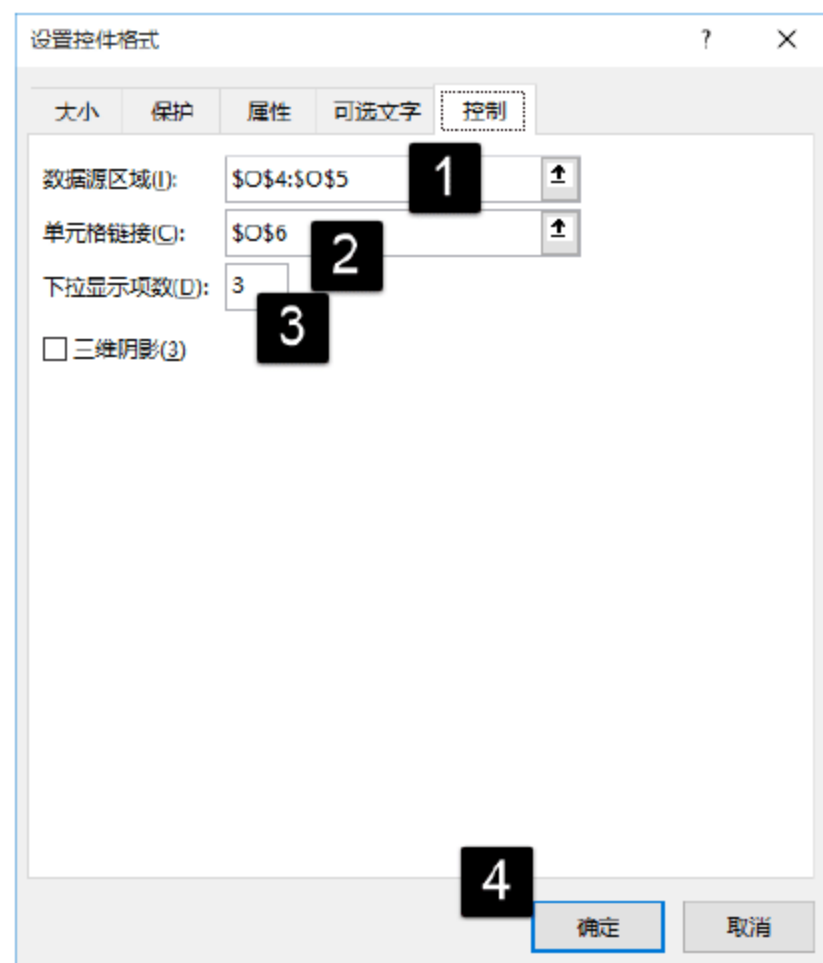 设置控件格式 ? ×
大小 保护 属性 可选文字 控制
数据源区域(I): $O$4:$O$5 1
单元格链接(C): $O$6 2
下拉显示项数(D): 3
3
三维阴影(3)
4
确定 取消